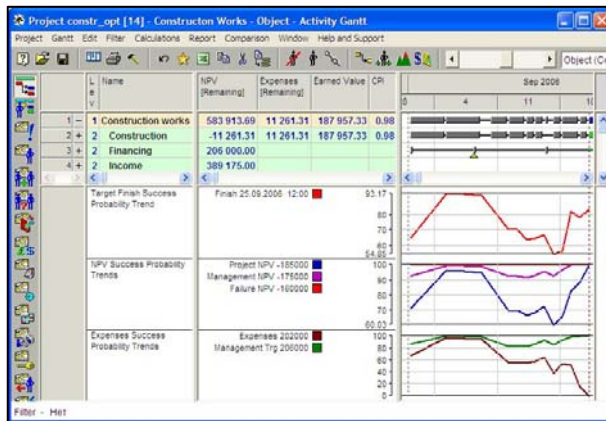 Project constr_opt [14] - Constructon Works - Object - Activity Gantt
Project Gantt Edit Filter Calculations Report Comparison Window Help and Support
Object (Co
L e v Name NPV [Remaining] Expenses [Remaining] Earned Value CPI Sep 2006
0 4 11
1 - 1 Construction works 583 913.69 11 261.31 187 957.33 0.98
2 + 2 Construction -11 261.31 11 261.31 187 957.33 0.98
3 + 2 Financing 206 000.00
4 + 2 Income 389 175.00
Target Finish Success Probability Trend Finish 25.09.2006 12:00 93.17
80
70
60
54.85
NPV Success Probability Trends Project NPV -185000 100
Management NPV -175000 90
Failure NPV -160000 80
70
60.03
Expenses Success Probability Trends Expenses 202000 100
Management Trg 206000 80
60
40
20
0
Filter - Нет